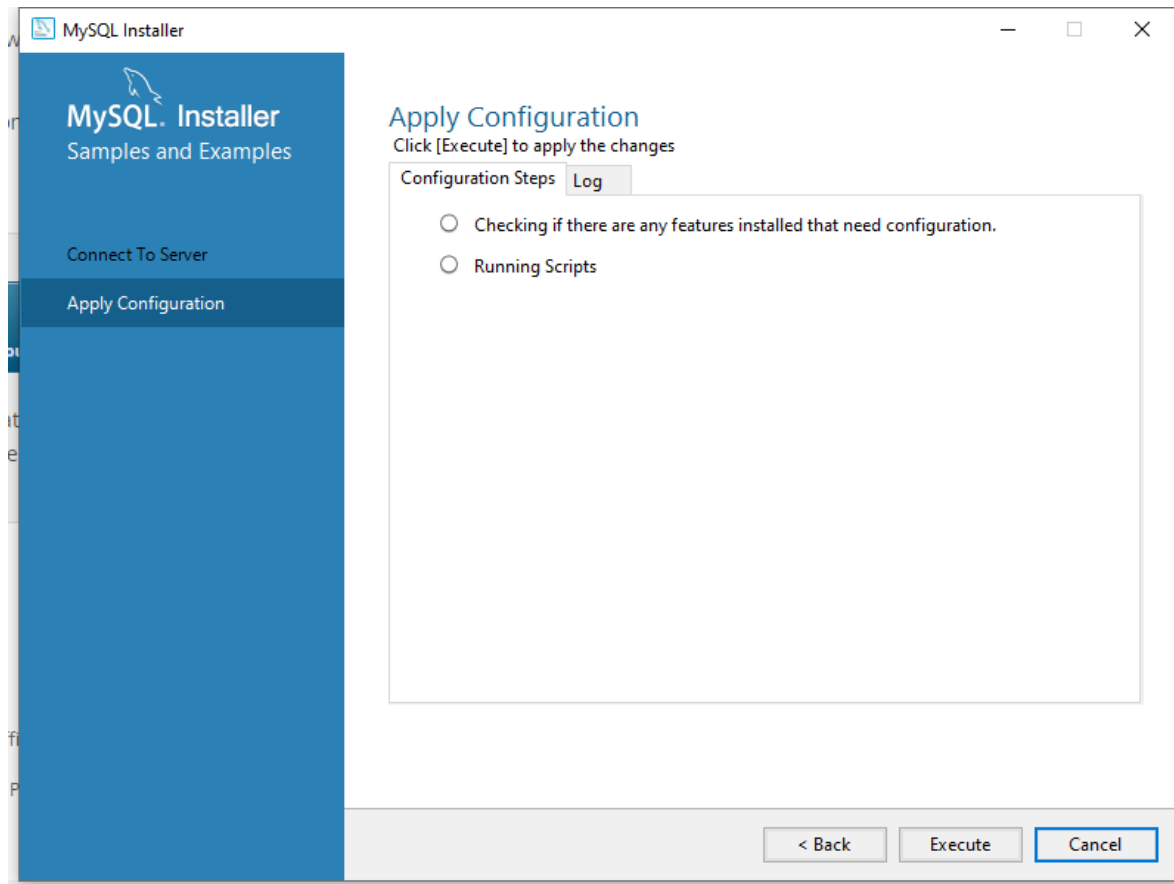 MySQL Installer
MySQL. Installer
Samples and Examples
Connect To Server
Apply Configuration
Apply Configuration
Click [Execute] to apply the changes
Configuration Steps
Log
Checking if there are any features installed that need configuration.
Running Scripts
< Back
Execute
Cancel